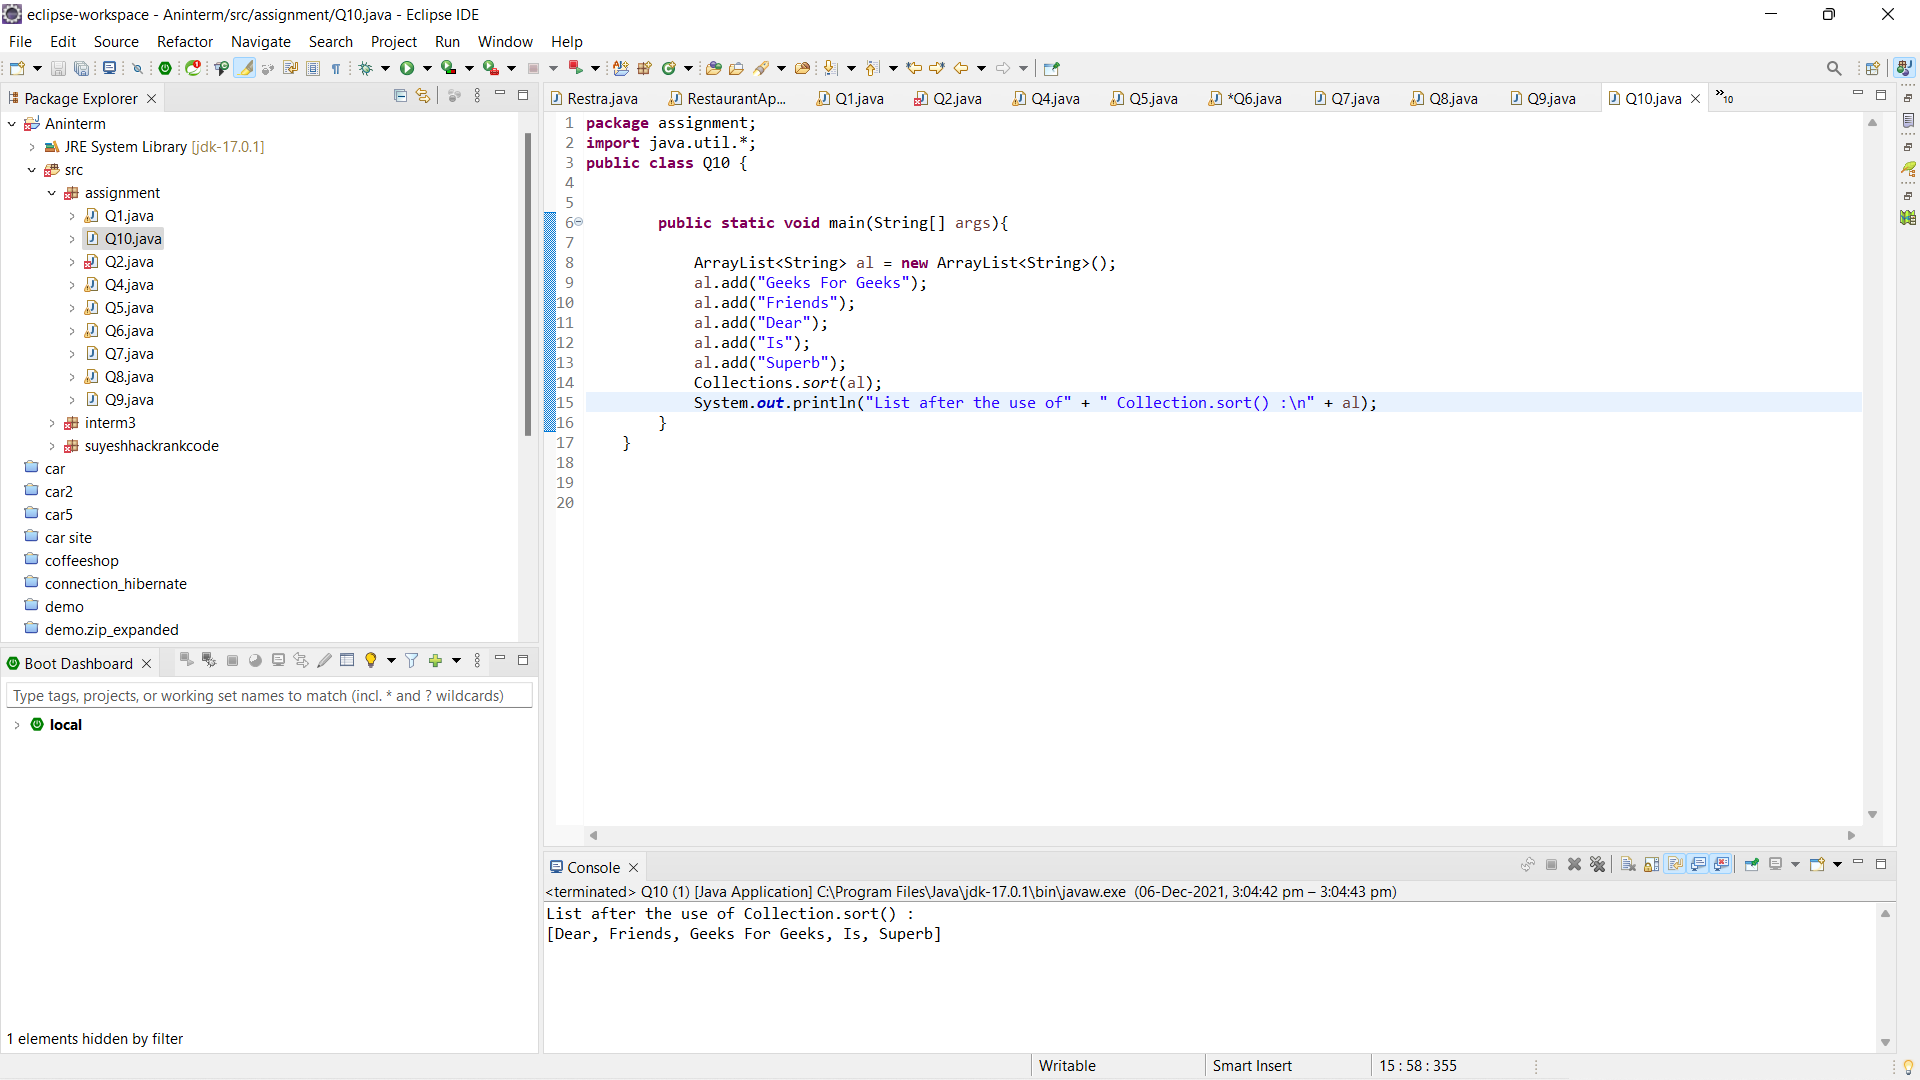 eclipse-workspace - Aninterm/src/assignment/Q10.java - Eclipse IDE
File Edit Source Refactor Navigate Search Project Run Window Help
Package Explorer
Aninterm
JRE System Library [jdk-17.0.1]
src
assignment
Q1.java
Q10.java
Q2.java
Q4.java
Q5.java
Q6.java
Q7.java
Q8.java
Q9.java
interm3
suyeshhackrankcode
car
car2
car5
car site
coffeeshop
connection_hibernate
demo
demo.zip_expanded
Boot Dashboard
Type tags, projects, or working set names to match (incl. * and ? wildcards)
local
1 elements hidden by filter
Restra.java RestaurantAp... Q1.java Q2.java Q4.java Q5.java *Q6.java Q7.java Q8.java Q9.java Q10.java »10
1 package assignment;
2 import java.util.*;
3 public class Q10 {
4
5
6 public static void main(String[] args){
7
8 ArrayList<String> al = new ArrayList<String>();
9 al.add("Geeks For Geeks");
10 al.add("Friends");
11 al.add("Dear");
12 al.add("Is");
13 al.add("Superb");
14 Collections.sort(al);
15 System.out.println("List after the use of" + " Collection.sort() :\n" + al);
16 }
17 }
18
19
20
Console
<terminated> Q10 (1) [Java Application] C:\Program Files\Java\jdk-17.0.1\bin\javaw.exe (06-Dec-2021, 3:04:42 pm – 3:04:43 pm)
List after the use of Collection.sort() :
[Dear, Friends, Geeks For Geeks, Is, Superb]
Writable Smart Insert 15 : 58 : 355